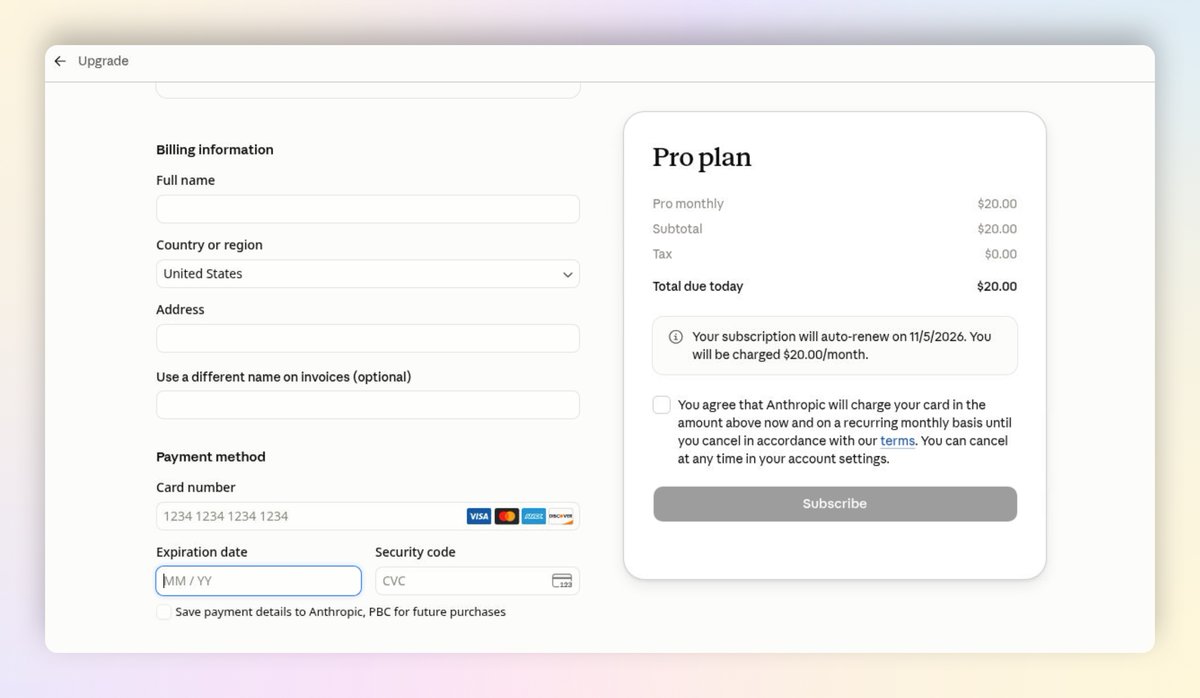 Upgrade
Billing information
Full name
Country or region
United States
Address
Use a different name on invoices (optional)
Payment method
Card number
1234 1234 1234 1234
VISA
AMEX
DISCOVER
Expiration date
Security code
MM / YY
CVC
123
Save payment details to Anthropic, PBC for future purchases
Pro plan
Pro monthly
$20.00
Subtotal
$20.00
Tax
$0.00
Total due today
$20.00
Your subscription will auto-renew on 11/5/2026. You
will be charged $20.00/month.
You agree that Anthropic will charge your card in the
amount above now and on a recurring monthly basis until
you cancel in accordance with our terms. You can cancel
at any time in your account settings.
Subscribe